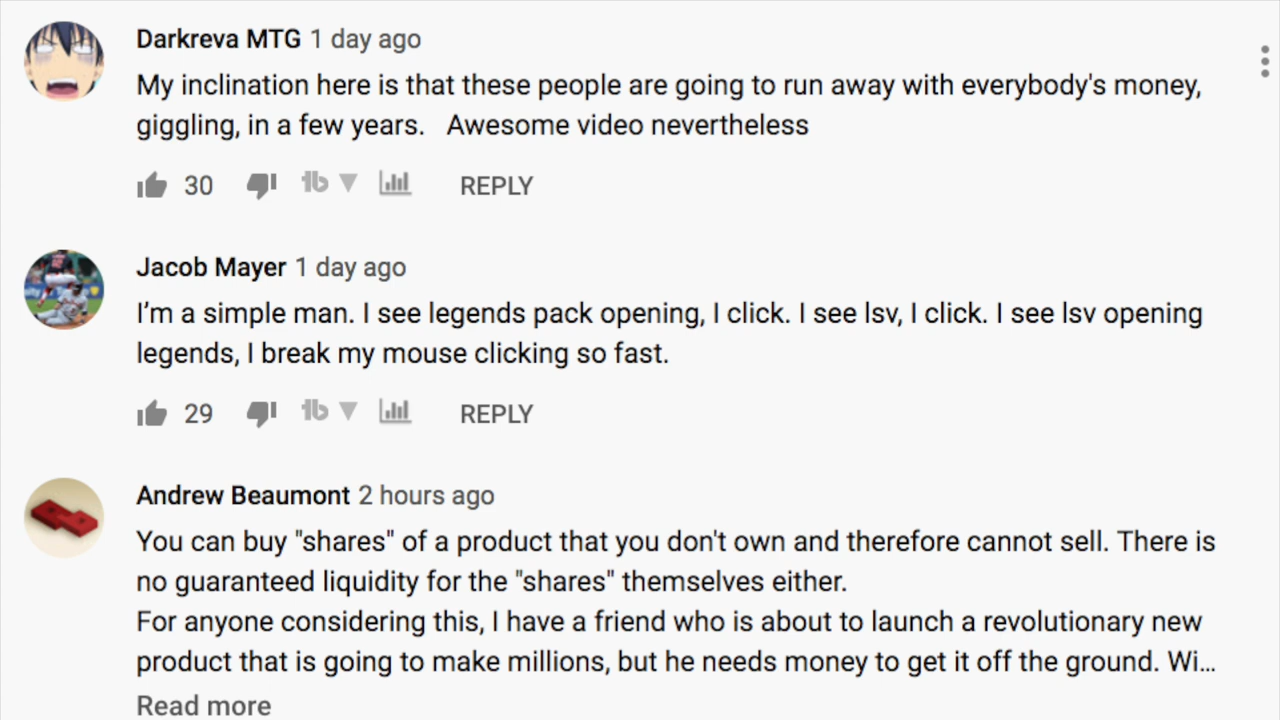 Darkreva MTG 1 day ago
My inclination here is that these people are going to run away with everybody's money,
giggling, in a few years.   Awesome video nevertheless
30 tb REPLY
Jacob Mayer 1 day ago
I’m a simple man. I see legends pack opening, I click. I see lsv, I click. I see lsv opening
legends, I break my mouse clicking so fast.
29 tb REPLY
Andrew Beaumont 2 hours ago
You can buy "shares" of a product that you don't own and therefore cannot sell. There is
no guaranteed liquidity for the "shares" themselves either.
For anyone considering this, I have a friend who is about to launch a revolutionary new
product that is going to make millions, but he needs money to get it off the ground. Wi...
Read more